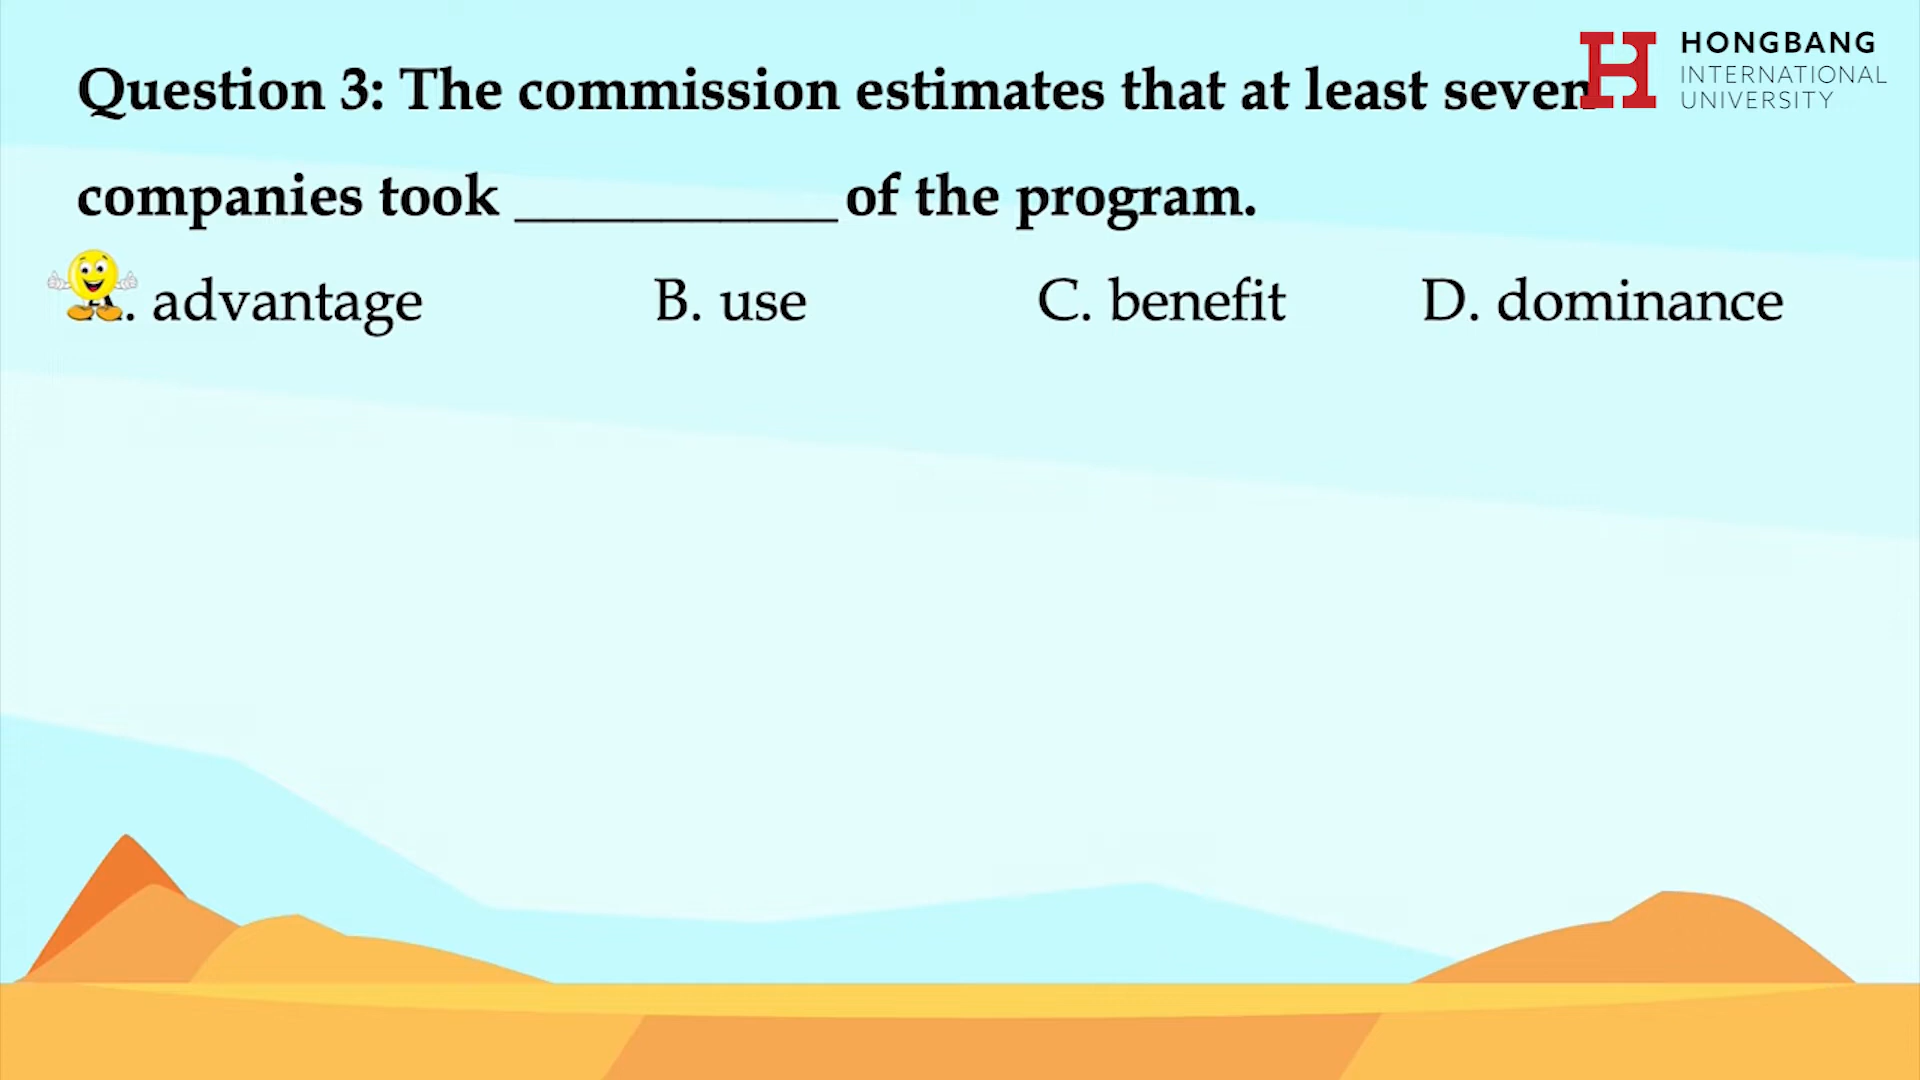 HONGBANG
INTERNATIONAL
UNIVERSITY
Question 3: The commission estimates that at least seven
companies took ___________ of the program.
A. advantage B. use C. benefit D. dominance